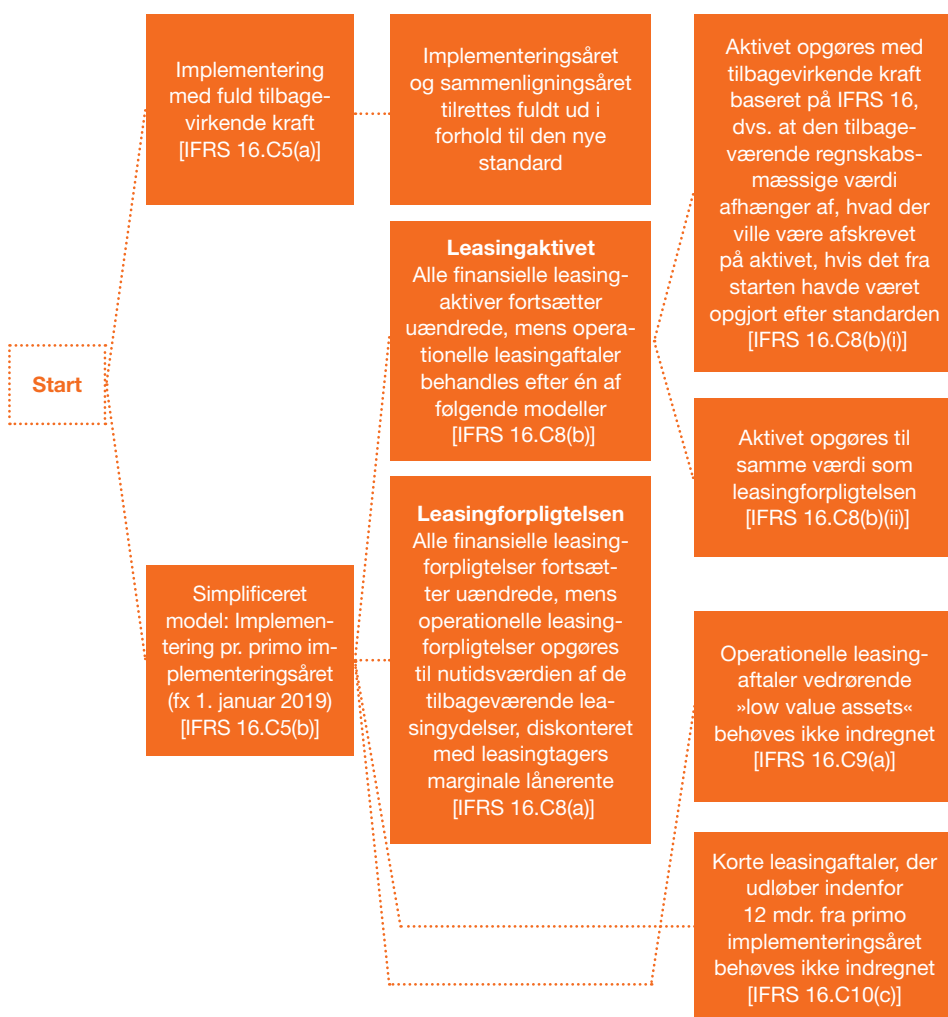 Start
Implementering
med fuld tilbage-
virkende kraft
[IFRS 16.C5(a)]
Implementeringsåret
og sammenligningsåret
tilrettes fuldt ud i
forhold til den nye
standard
Simplificeret
model: Implemen-
tering pr. primo im-
plementeringsåret
(fx 1. januar 2019)
[IFRS 16.C5(b)]
Leasingaktivet
Alle finansielle leasing-
aktiver fortsætter
uændrede, mens opera-
tionelle leasingaftaler
behandles efter én af
følgende modeller
[IFRS 16.C8(b)]
Aktivet opgøres med
tilbagevirkende kraft
baseret på IFRS 16,
dvs. at den tilbage-
værende regnskabs-
mæssige værdi
afhænger af, hvad der
ville være afskrevet
på aktivet, hvis det fra
starten havde været
opgjort efter standarden
[IFRS 16.C8(b)(i)]
Aktivet opgøres til
samme værdi som
leasingforpligtelsen
[IFRS 16.C8(b)(ii)]
Leasingforpligtelsen
Alle finansielle leasing-
forpligtelser fortsæt-
ter uændrede, mens
operationelle leasing-
forpligtelser opgøres
til nutidsværdien af de
tilbageværende lea-
singydelser, diskonteret
med leasingtagers
marginale lånerente
[IFRS 16.C8(a)]
Operationelle leasing-
aftaler vedrørende
»low value assets«
behøves ikke indregnet
[IFRS 16.C9(a)]
Korte leasingaftaler, der
udløber indenfor
12 mdr. fra primo
implementeringsåret
behøves ikke indregnet
[IFRS 16.C10(c)]